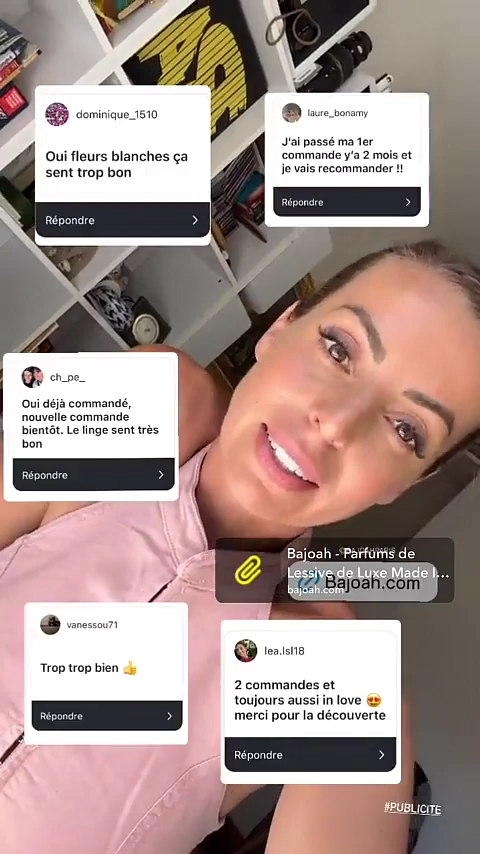 dominique_1510
Oui fleurs blanches ça
sent trop bon
Répondre
laure_bonamy
J'ai passé ma 1er
commande y'a 2 mois et
je vais recommander !!
Répondre
ch_pe_
Oui déjà commandé,
nouvelle commande
bientôt. Le linge sent très
bon
Répondre
Bajoah - Parfums de
Lessive de Luxe Made I...
bajoah.com
Bajoah.com
vanessou71
Trop trop bien 👍
Répondre
lea.lsl18
2 commandes et
toujours aussi in love 😍
merci pour la découverte
Répondre
#PUBLICITE